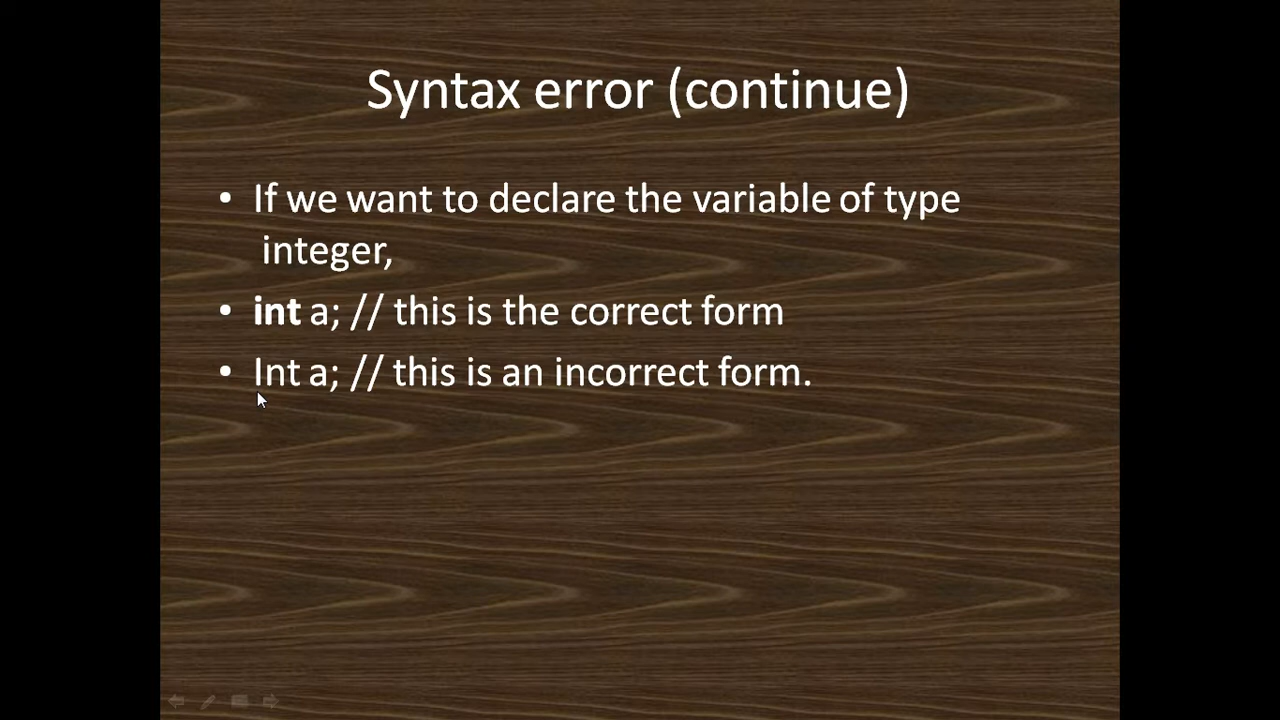 Syntax error (continue)
• If we want to declare the variable of type
integer,
• int a; // this is the correct form
• Int a; // this is an incorrect form.